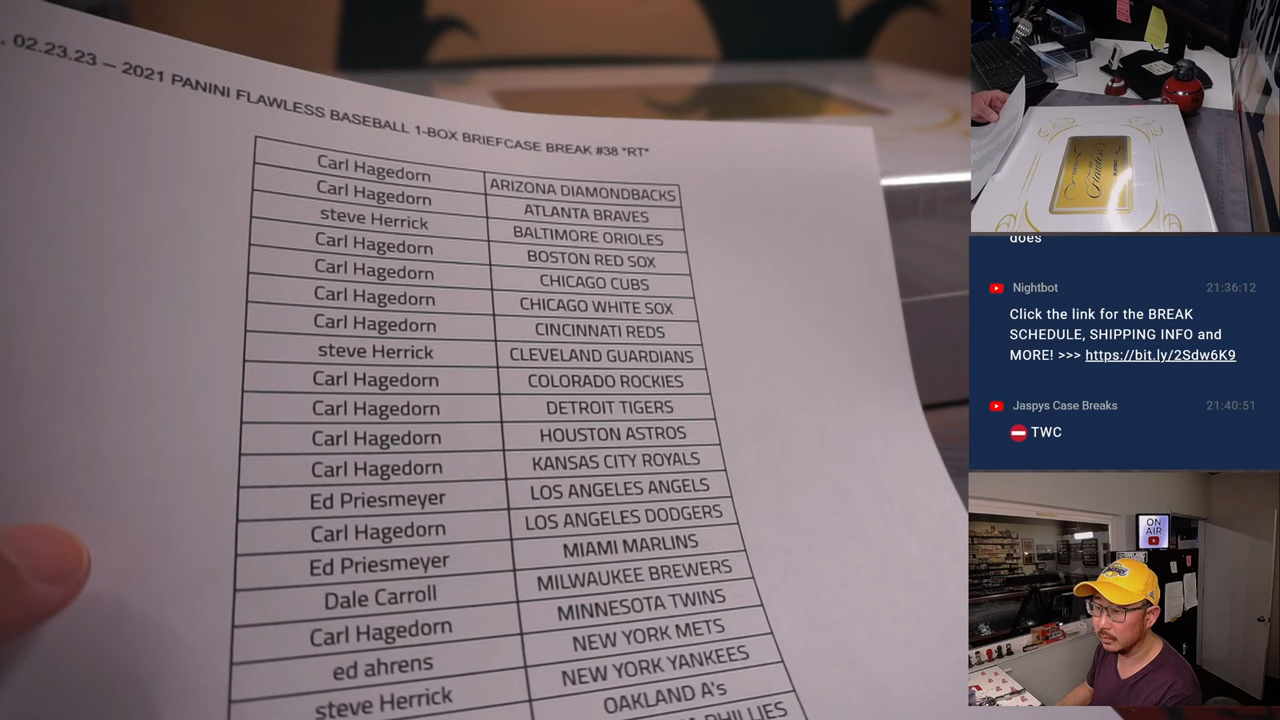 . 02.23.23 – 2021 PANINI FLAWLESS BASEBALL 1-BOX BRIEFCASE BREAK #38 *RT*
Carl Hagedorn ARIZONA DIAMONDBACKS
Carl Hagedorn ATLANTA BRAVES
steve Herrick BALTIMORE ORIOLES
Carl Hagedorn BOSTON RED SOX
Carl Hagedorn CHICAGO CUBS
Carl Hagedorn CHICAGO WHITE SOX
Carl Hagedorn CINCINNATI REDS
steve Herrick CLEVELAND GUARDIANS
Carl Hagedorn COLORADO ROCKIES
Carl Hagedorn DETROIT TIGERS
Carl Hagedorn HOUSTON ASTROS
Carl Hagedorn KANSAS CITY ROYALS
Ed Priesmeyer LOS ANGELES ANGELS
Carl Hagedorn LOS ANGELES DODGERS
Ed Priesmeyer MIAMI MARLINS
Dale Carroll MILWAUKEE BREWERS
Carl Hagedorn MINNESOTA TWINS
ed ahrens NEW YORK METS
steve Herrick NEW YORK YANKEES
OAKLAND A's
PHILLIES
Flawless
does
Nightbot 21:36:12
Click the link for the BREAK
SCHEDULE, SHIPPING INFO and
MORE! >>> https://bit.ly/2Sdw6K9
Jaspys Case Breaks 21:40:51
⛔ TWC
ON
AIR